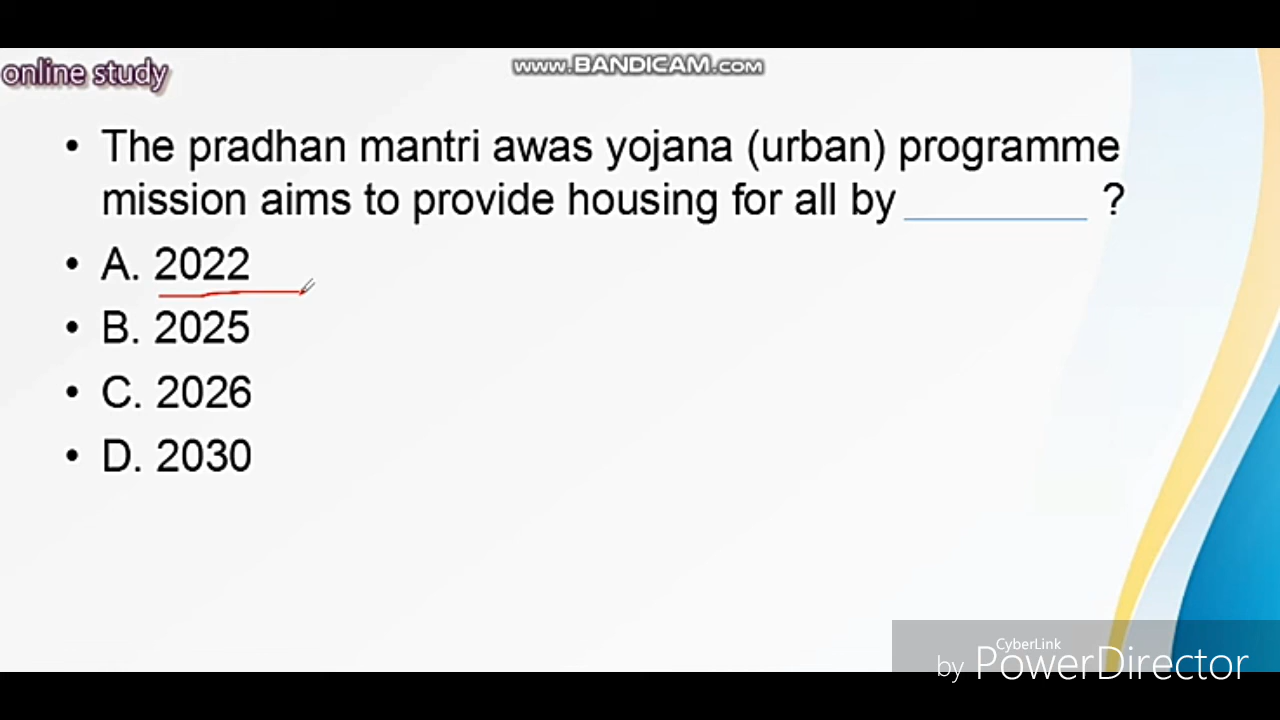 online study
www.BANDICAM.com
• The pradhan mantri awas yojana (urban) programme
mission aims to provide housing for all by ________ ?
• A. 2022
• B. 2025
• C. 2026
• D. 2030
CyberLink
by PowerDirector